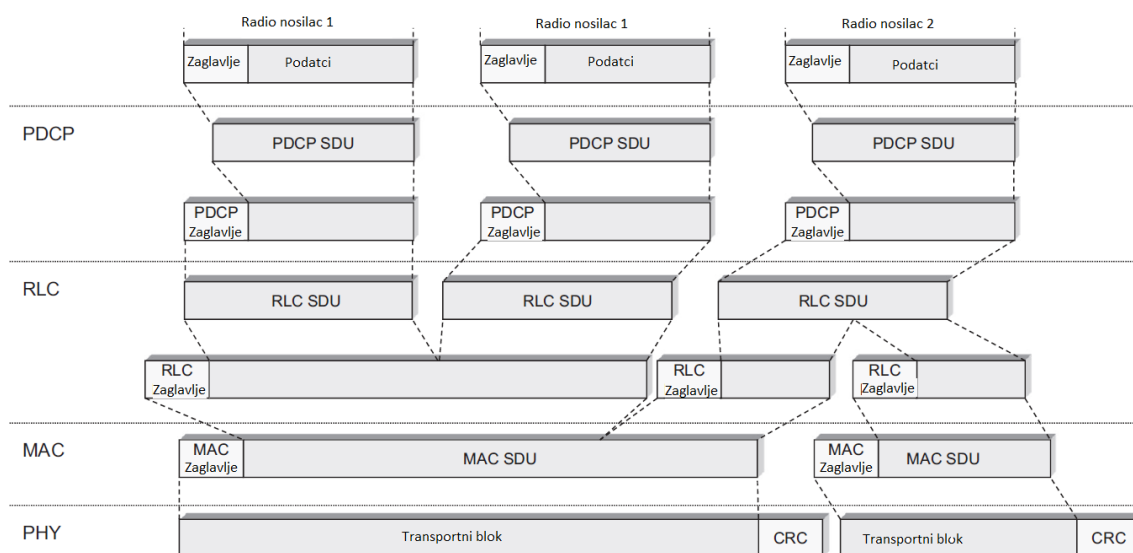 Radio nosilac 1
Radio nosilac 1
Radio nosilac 2
Zaglavlje
Podatci
Zaglavlje
Podatci
Zaglavlje
Podatci
PDCP
PDCP SDU
PDCP SDU
PDCP SDU
PDCP
Zaglavlje
PDCP
Zaglavlje
PDCP
Zaglavlje
RLC
RLC SDU
RLC SDU
RLC SDU
RLC
Zaglavlje
RLC
Zaglavlje
RLC
Zaglavlje
MAC
MAC
Zaglavlje
MAC SDU
MAC
Zaglavlje
MAC SDU
PHY
Transportni blok
CRC
Transportni blok
CRC